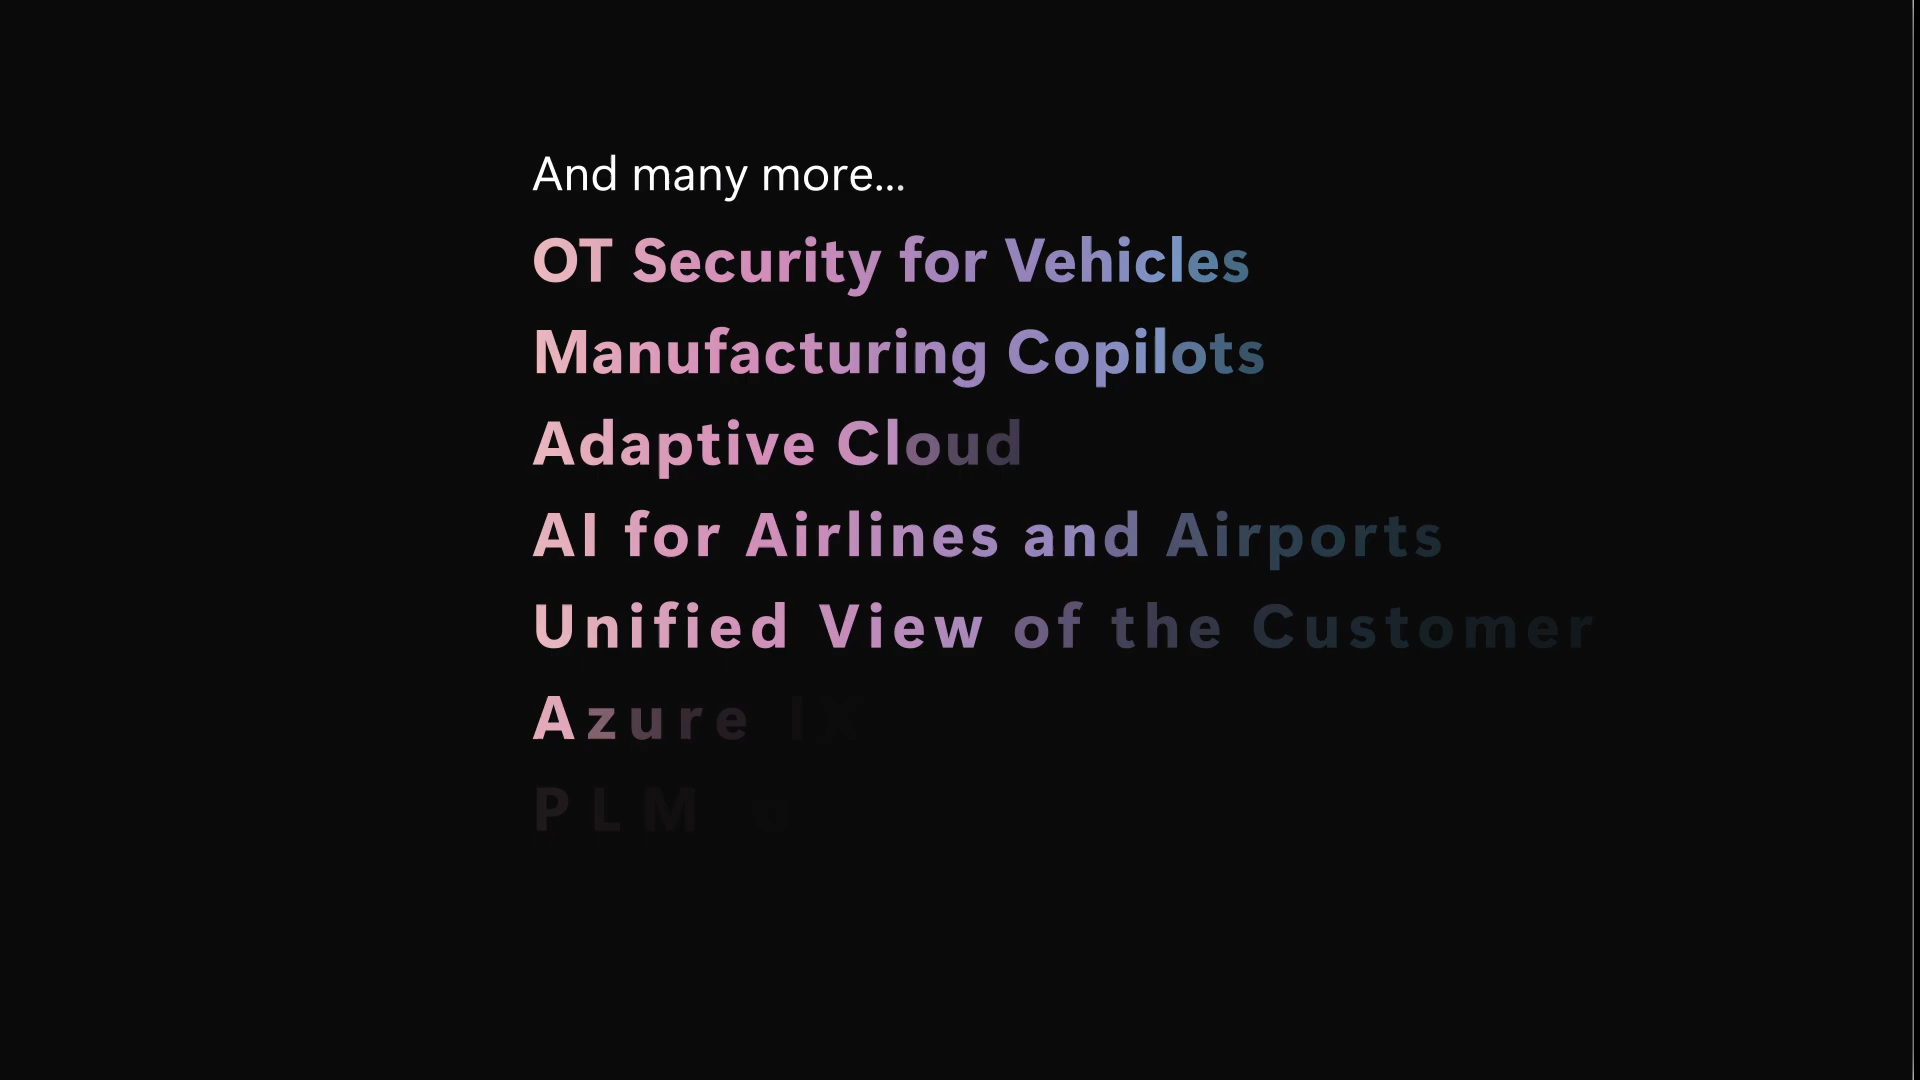 And many more...
OT Security for Vehicles
Manufacturing Copilots
Adaptive Cloud
AI for Airlines and Airports
Unified View of the Customer
Azure IX
PLM